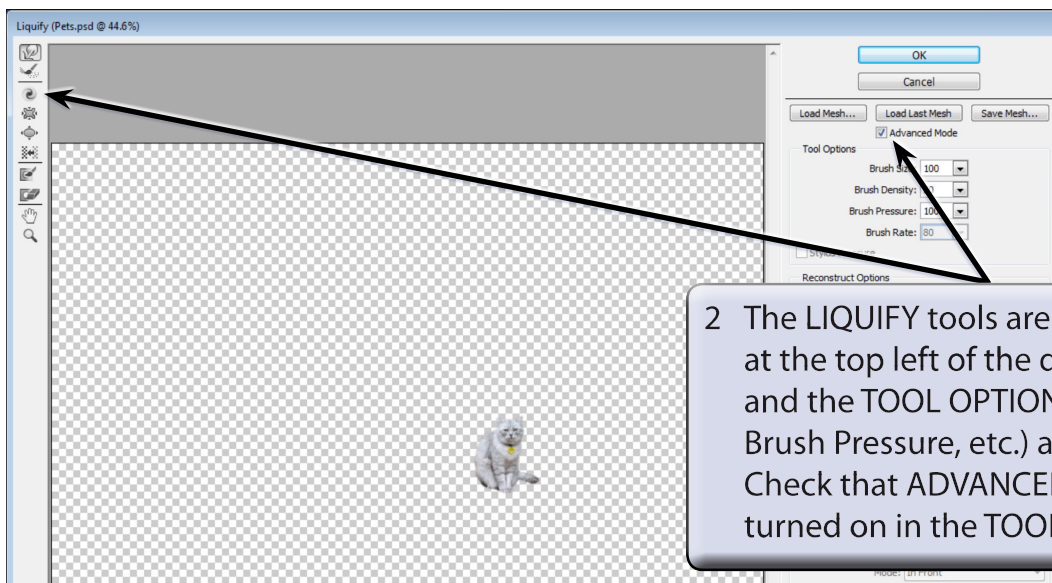 Liquify (Pets.psd @ 44.6%)
OK
Cancel
Load Mesh...
Load Last Mesh
Save Mesh...
Advanced Mode
Tool Options
Brush Size: 100
Brush Density:
Brush Pressure: 100
Brush Rate: 80
Reconstruct Options
2 The LIQUIFY tools are
at the top left of the
and the TOOL
Brush Pressure, etc.)
Check that
turned on in the
Mode: In Front